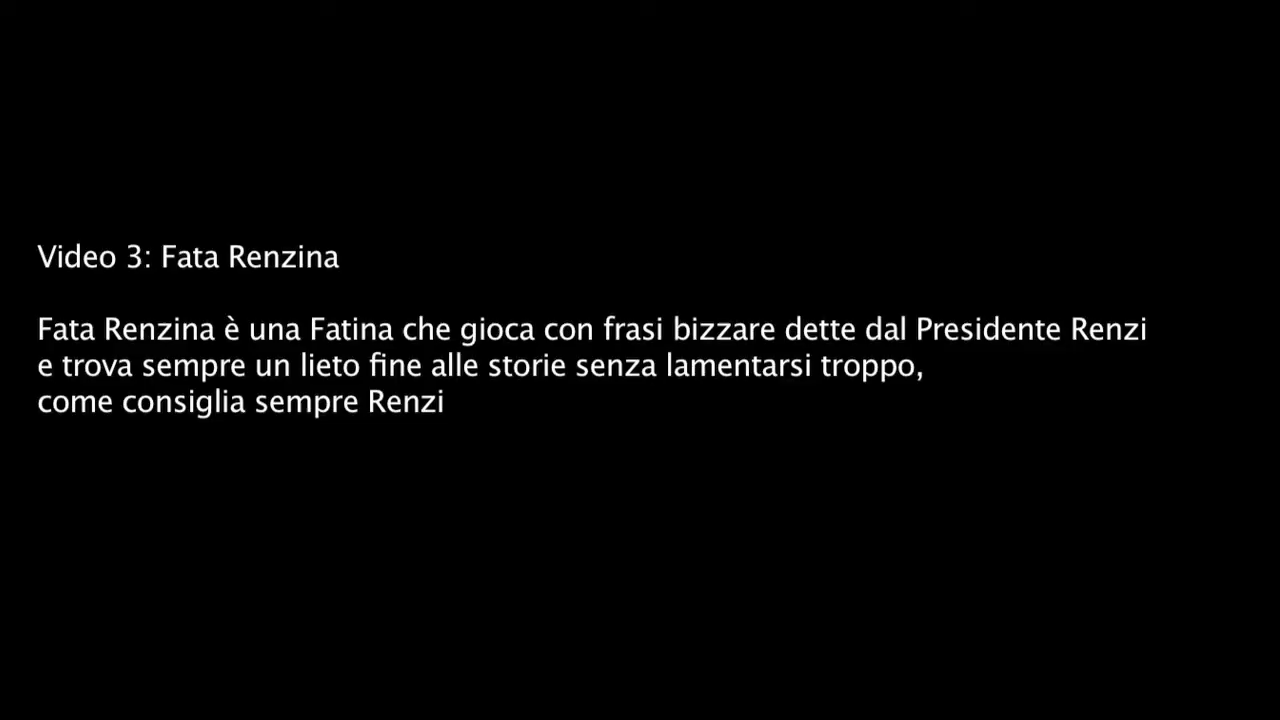 Video 3: Fata Renzina
Fata Renzina è una Fatina che gioca con frasi bizzare dette dal Presidente Renzi
e trova sempre un lieto fine alle storie senza lamentarsi troppo,
come consiglia sempre Renzi